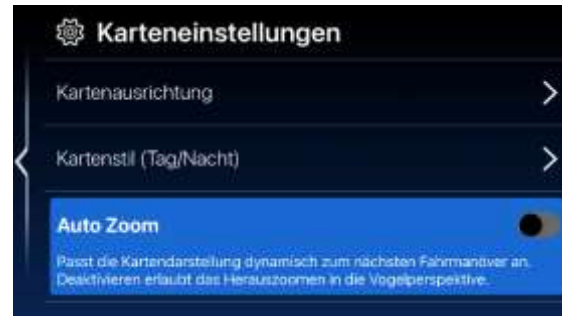 Karteneinstellungen
Kartenausrichtung
Kartenstil (Tag/Nacht)
Auto Zoom
Passt die Kartendarstellung dynamisch zum nächsten Fahrmanöver an.
Deaktivieren erlaubt das Herauszoomen in die Vogelperspektive.